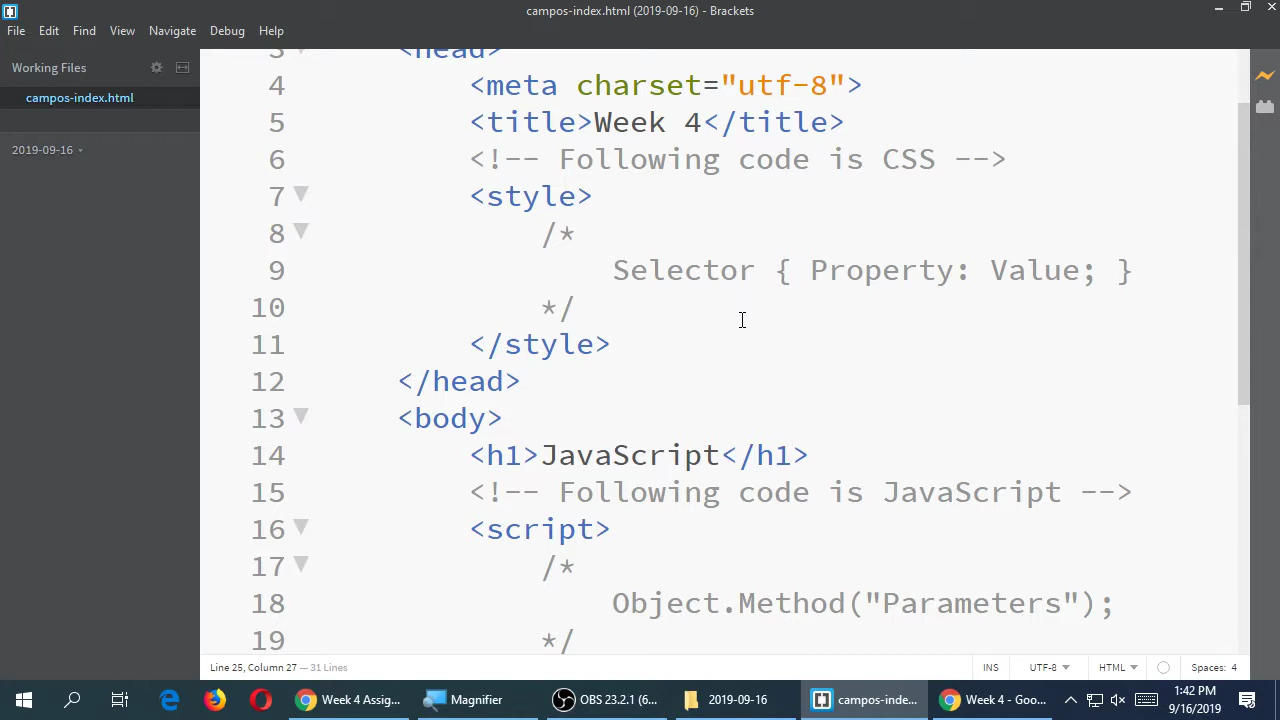 campos-index.html (2019-09-16) - Brackets
File Edit Find View Navigate Debug Help
Working Files
campos-index.html
2019-09-16
3 <head>
4 <meta charset="utf-8">
5 <title>Week 4</title>
6 <!-- Following code is CSS -->
7 <style>
8 /*
9 Selector { Property: Value; }
10 */
11 </style>
12 </head>
13 <body>
14 <h1>JavaScript</h1>
15 <!-- Following code is JavaScript -->
16 <script>
17 /*
18 Object.Method("Parameters");
19 */
Line 25, Column 27 — 31 Lines
INS UTF-8 HTML Spaces: 4
Week 4 Assig... Magnifier OBS 23.2.1 (6... 2019-09-16 campos-inde... Week 4 - Goo...
1:42 PM
9/16/2019